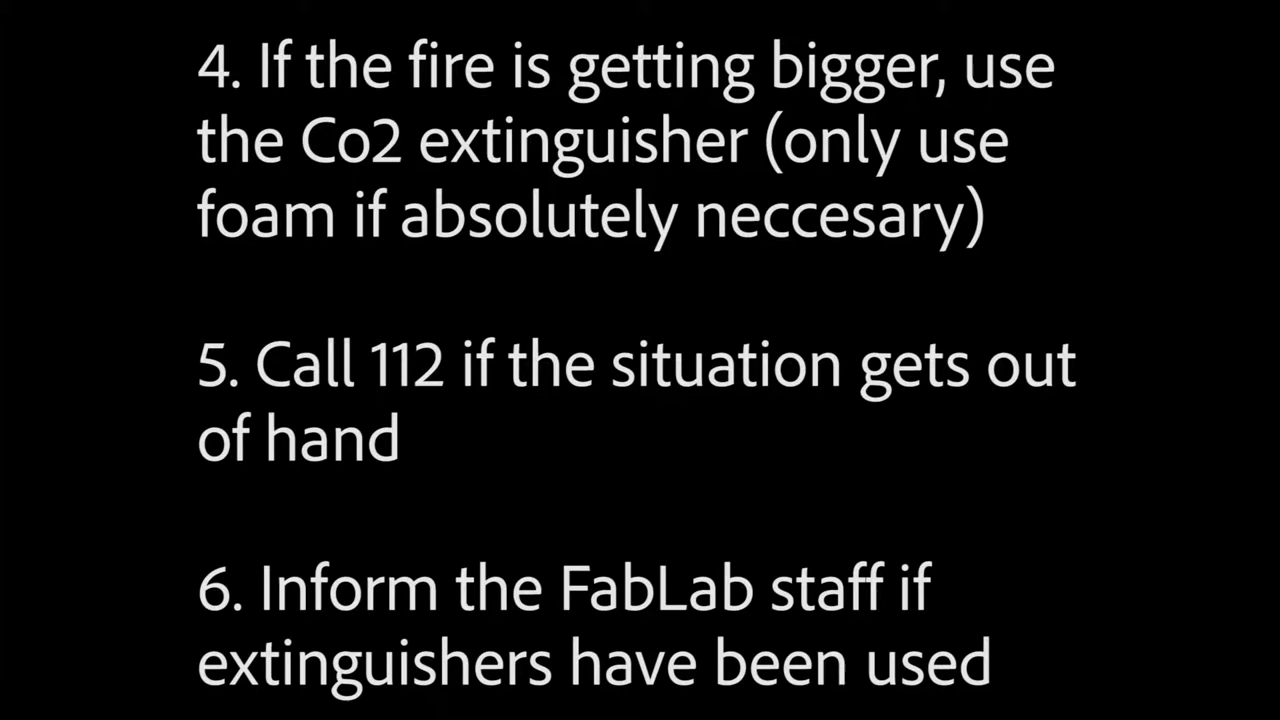 4. If the fire is getting bigger, use
the Co2 extinguisher (only use
foam if absolutely neccesary)
5. Call 112 if the situation gets out
of hand
6. Inform the FabLab staff if
extinguishers have been used